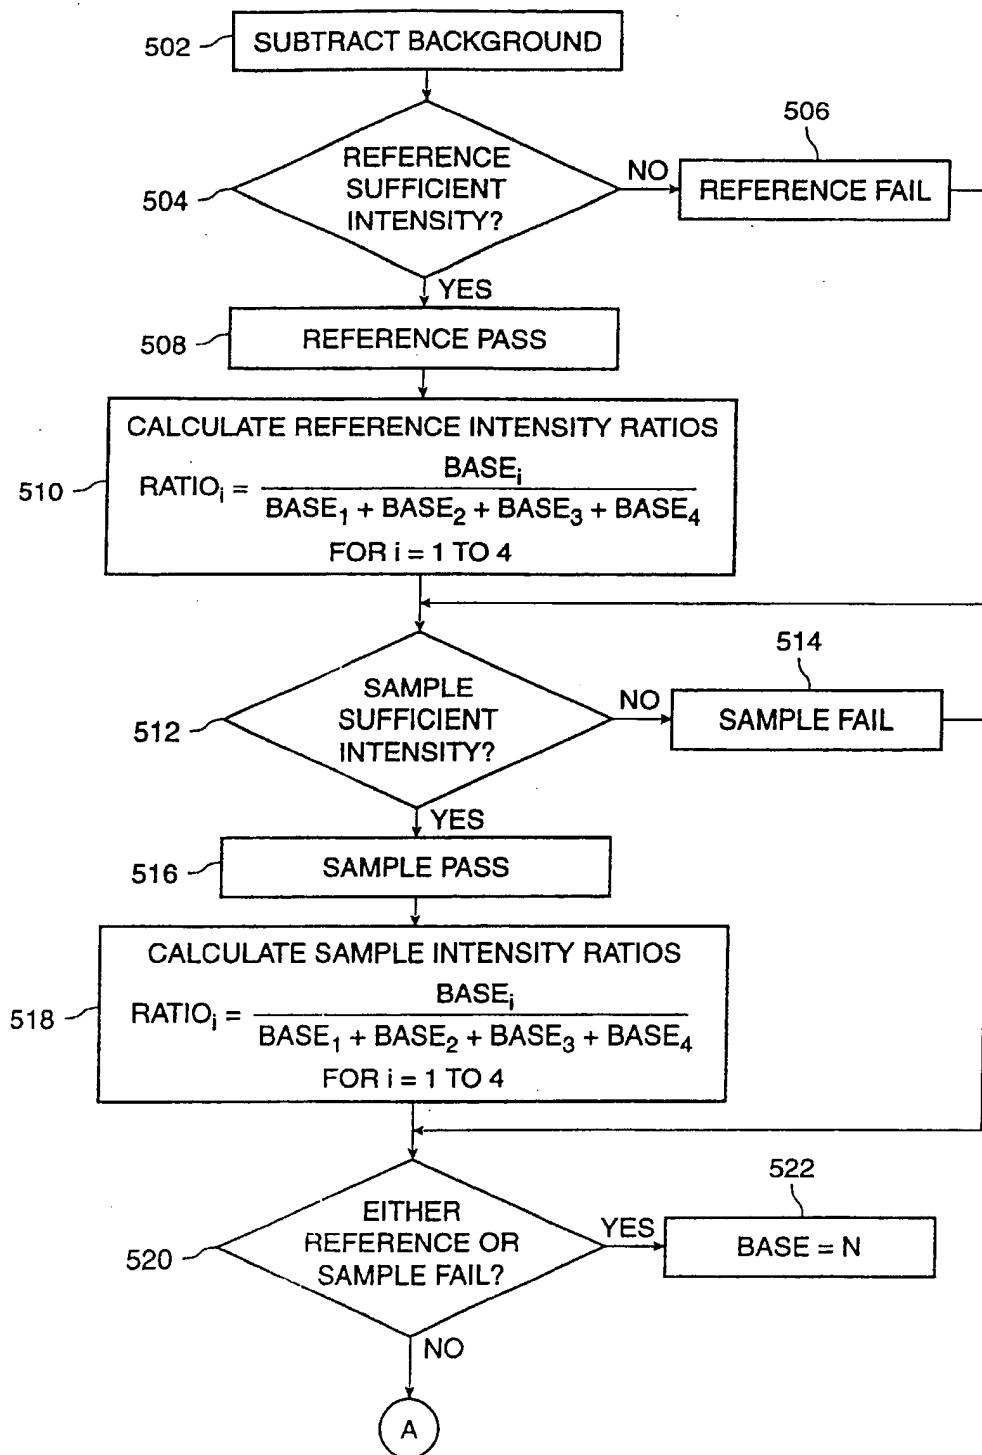 502
SUBTRACT BACKGROUND
504
REFERENCE
SUFFICIENT
INTENSITY?
NO
506
REFERENCE FAIL
YES
508
REFERENCE PASS
510
CALCULATE REFERENCE INTENSITY RATIOS
RATIOi = BASEi
BASE1 + BASE2 + BASE3 + BASE4
FOR i = 1 TO 4
512
SAMPLE
SUFFICIENT
INTENSITY?
NO
514
SAMPLE FAIL
YES
516
SAMPLE PASS
518
CALCULATE SAMPLE INTENSITY RATIOS
RATIOi = BASEi
BASE1 + BASE2 + BASE3 + BASE4
FOR i = 1 TO 4
520
EITHER
REFERENCE OR
SAMPLE FAIL?
YES
522
BASE = N
NO
A